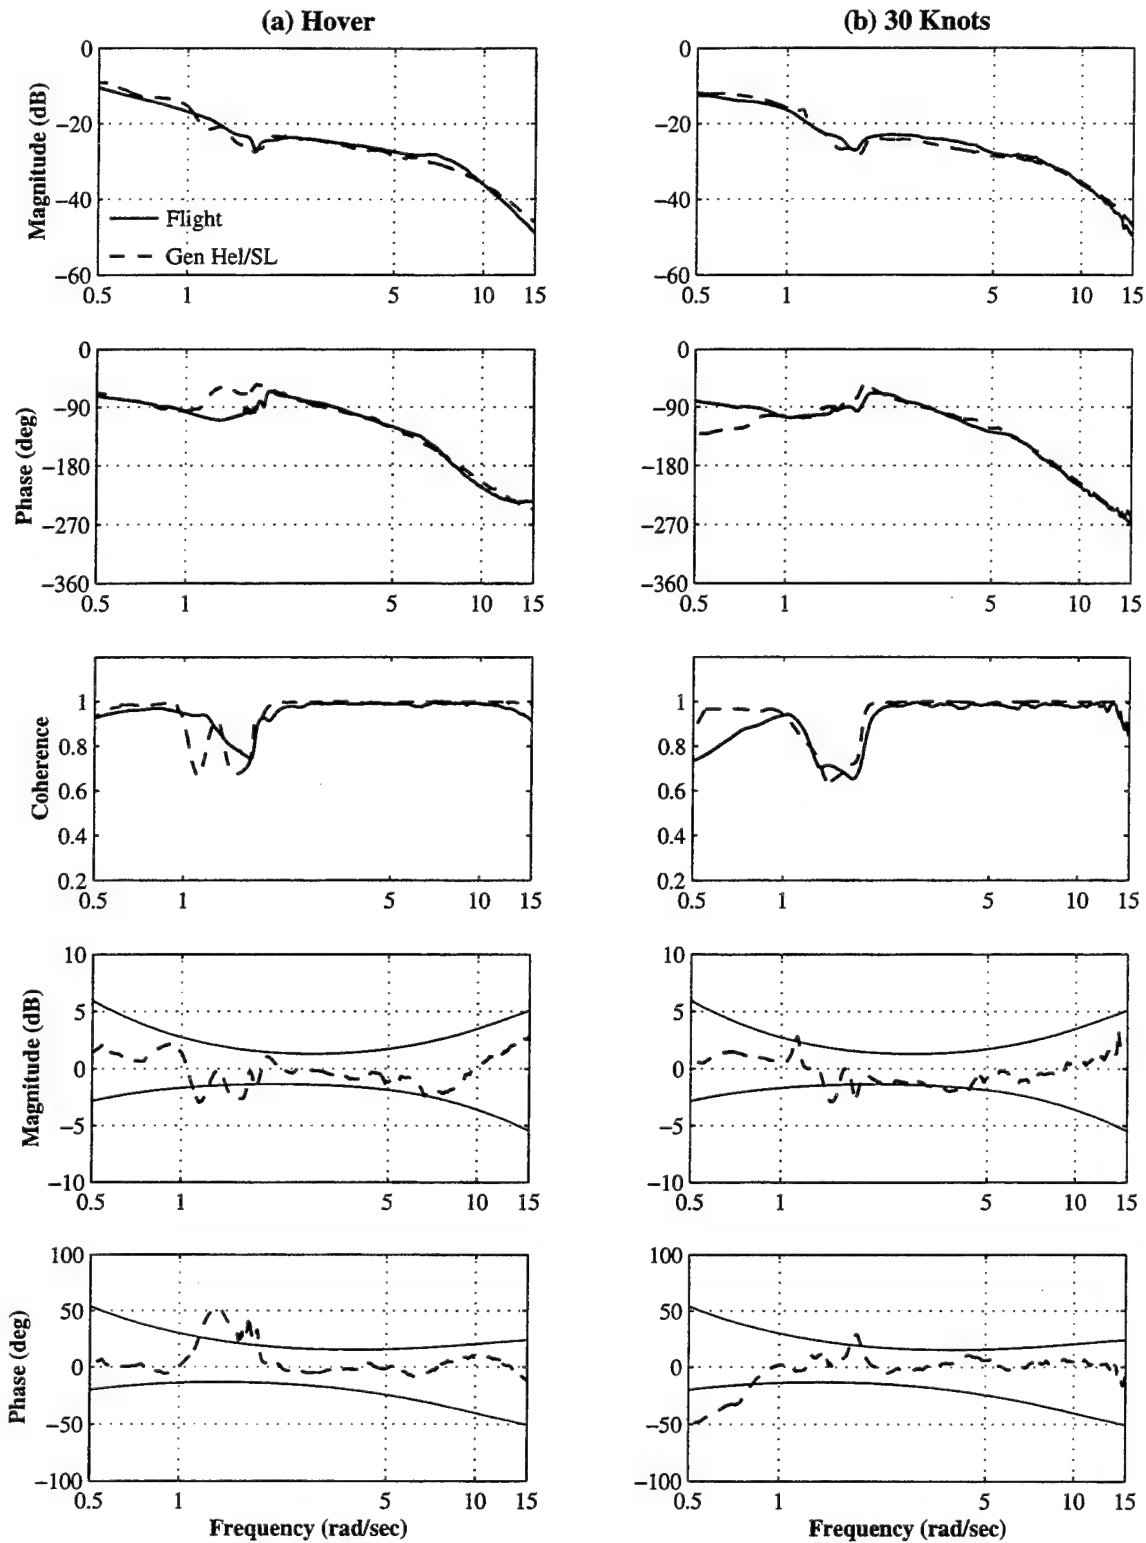 (a) Hover
(b) 30 Knots
Magnitude (dB)
0
−20
−40
−60
Flight
Gen Hel/SL
0.5 1 5 10 15
0
−20
−40
−60
0.5 1 5 10 15
Phase (deg)
0
−90
−180
−270
−360
0.5 1 5 10 15
0
−90
−180
−270
−360
0.5 1 5 10 15
Coherence
1
0.8
0.6
0.4
0.2
0.5 1 5 10 15
1
0.8
0.6
0.4
0.2
0.5 1 5 10 15
Magnitude (dB)
10
5
0
−5
−10
0.5 1 5 10 15
10
5
0
−5
−10
0.5 1 5 10 15
Phase (deg)
100
50
0
−50
−100
0.5 1 5 10 15
Frequency (rad/sec)
100
50
0
−50
−100
0.5 1 5 10 15
Frequency (rad/sec)